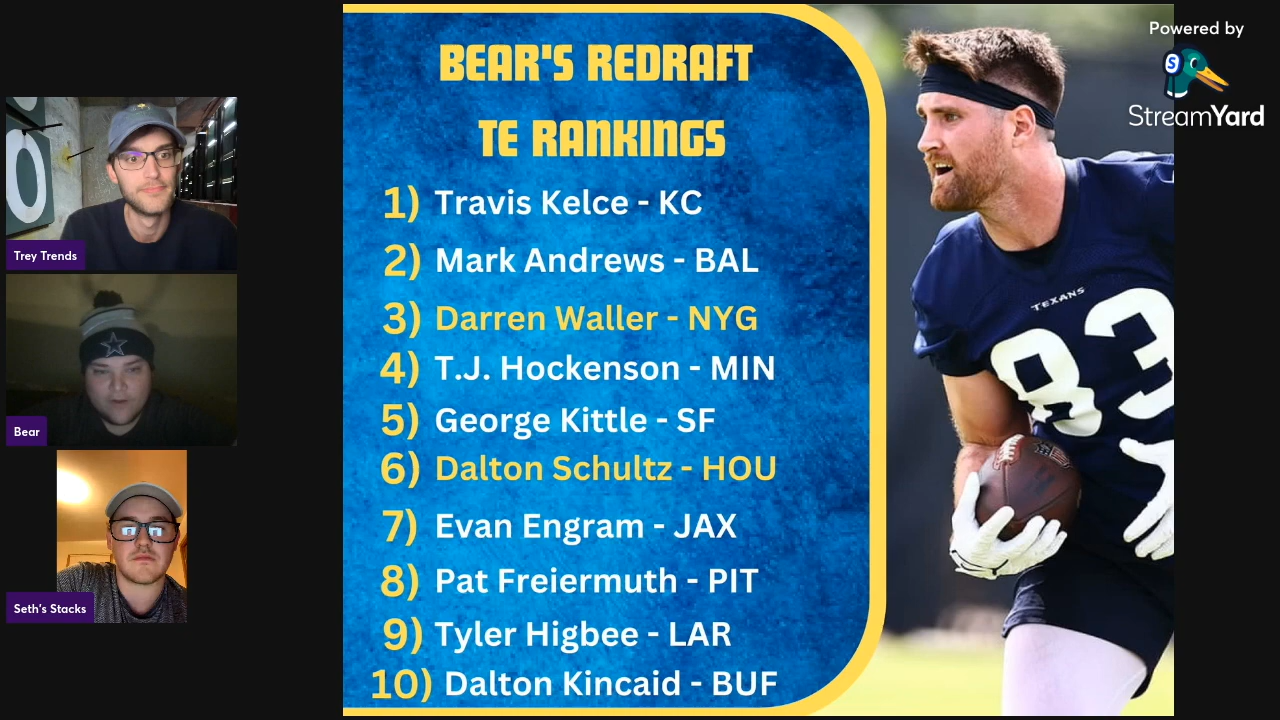 BEAR'S REDRAFT
TE RANKINGS
1) Travis Kelce - KC
2) Mark Andrews - BAL
3) Darren Waller - NYG
4) T.J. Hockenson - MIN
5) George Kittle - SF
6) Dalton Schultz - HOU
7) Evan Engram - JAX
8) Pat Freiermuth - PIT
9) Tyler Higbee - LAR
10) Dalton Kincaid - BUF
Trey Trends
Bear
Seth's Stacks
TEXANS
83
Powered by
S
StreamYard
0